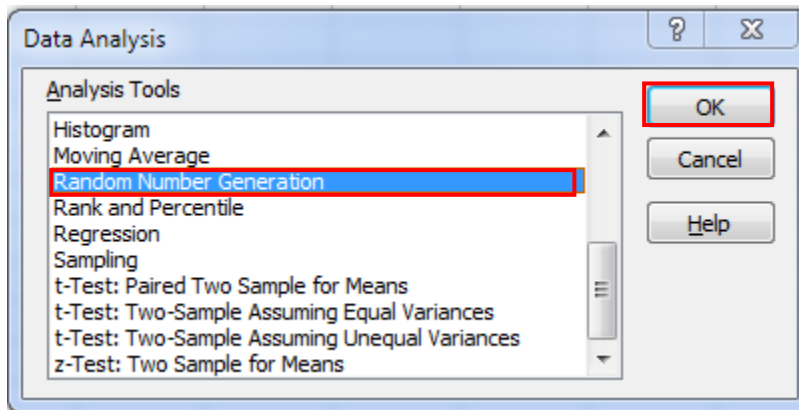 Data Analysis
Analysis Tools
Histogram
Moving Average
Random Number Generation
Rank and Percentile
Regression
Sampling
t-Test: Paired Two Sample for Means
t-Test: Two-Sample Assuming Equal Variances
t-Test: Two-Sample Assuming Unequal Variances
z-Test: Two Sample for Means
OK
Cancel
Help